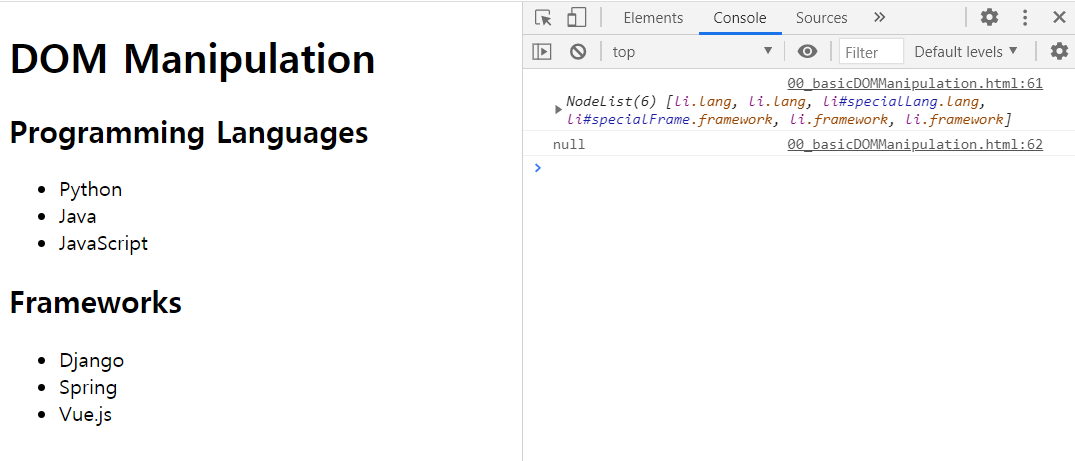 DOM Manipulation
Programming Languages
Python
Java
JavaScript
Frameworks
Django
Spring
Vue.js
Elements Console Sources
top Filter Default levels
00_basicDOMManipulation.html:61
NodeList(6) [li.lang, li.lang, li#specialLang.lang,
li#specialFrame.framework, li.framework, li.framework]
null 00_basicDOMManipulation.html:62